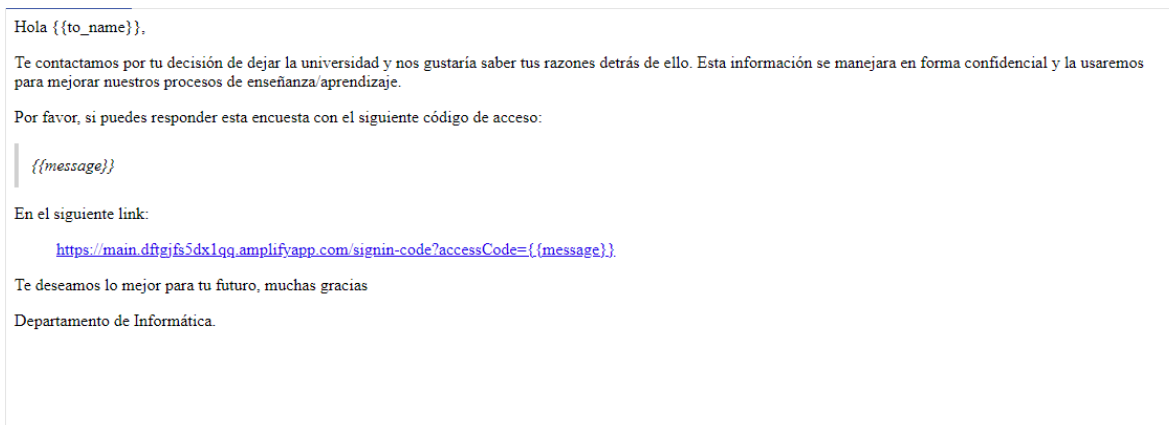 Hola {{to_name}},
Te contactamos por tu decisión de dejar la universidad y nos gustaría saber tus razones detrás de ello. Esta información se manejara en forma confidencial y la usaremos
para mejorar nuestros procesos de enseñanza/aprendizaje.
Por favor, si puedes responder esta encuesta con el siguiente código de acceso:
{{message}}
En el siguiente link:
https://main.dftgjfs5dx1qq.amplifyapp.com/signin-code?accessCode={{message}}
Te deseamos lo mejor para tu futuro, muchas gracias
Departamento de Informática.